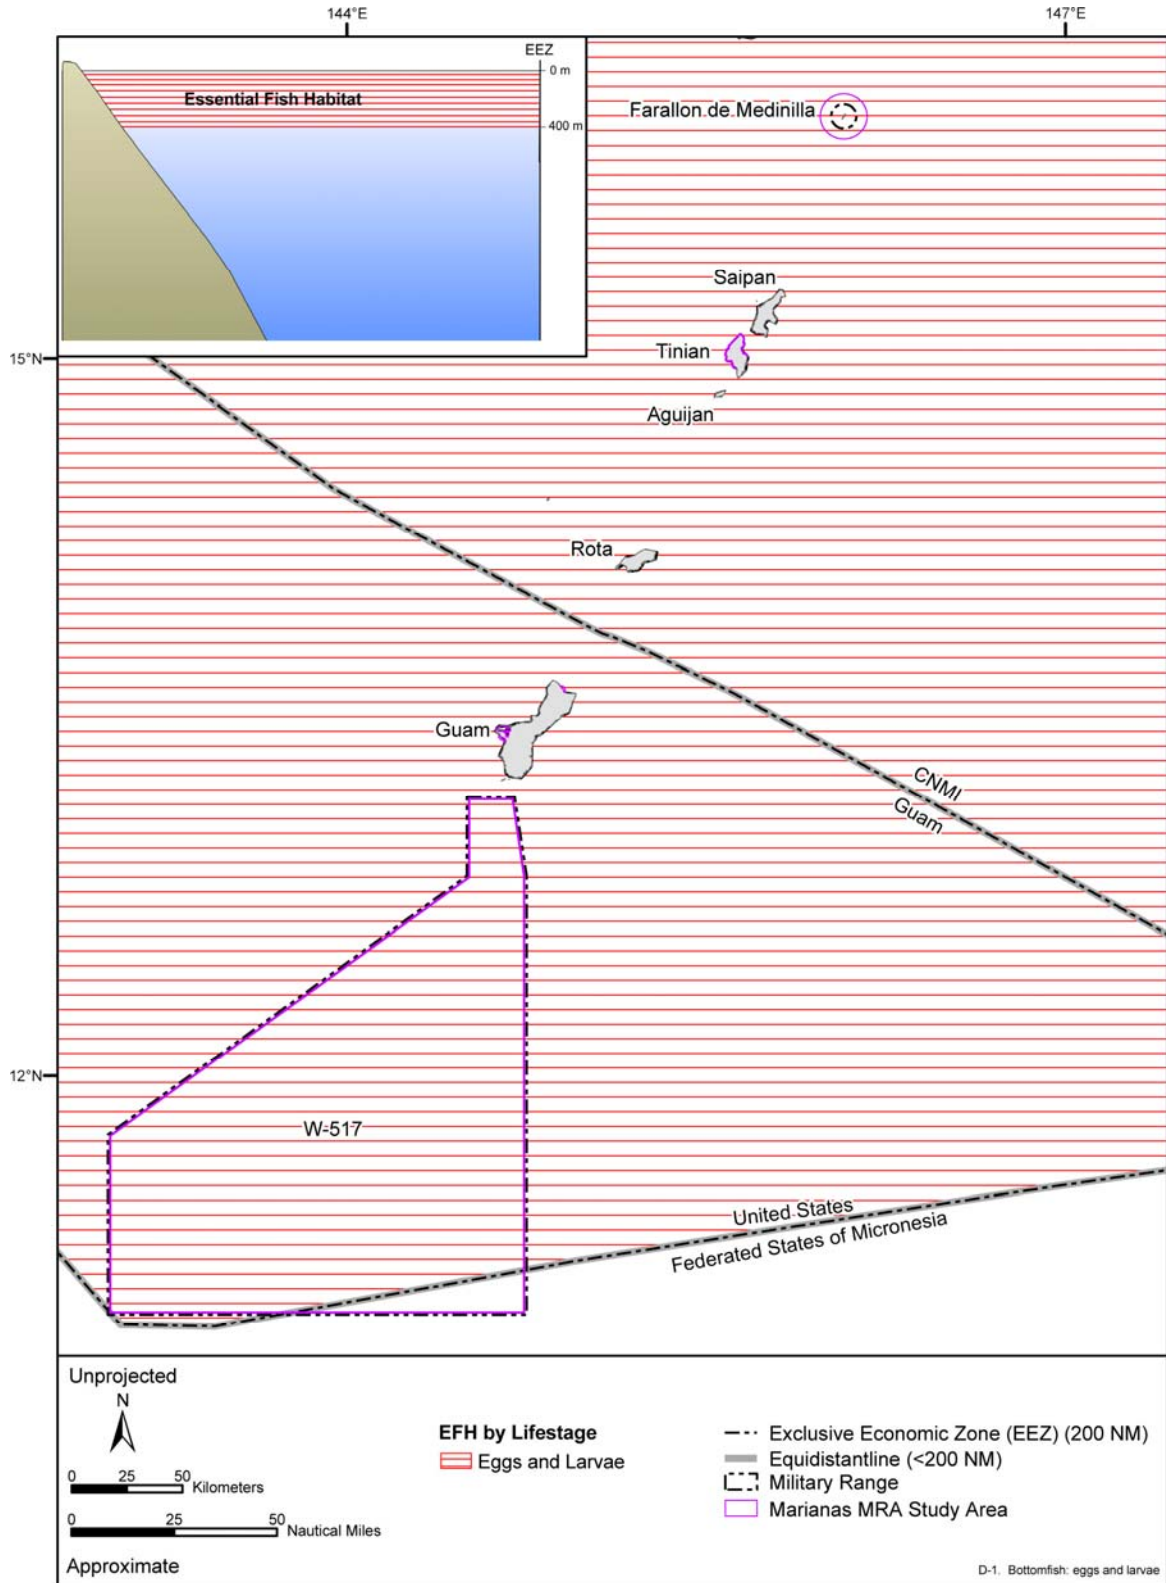 144°E
147°E
EEZ
0 m
Essential Fish Habitat
400 m
Farallon de Medinilla
Saipan
15°N
Tinian
Aguijan
Rota
Guam
CNMI
Guam
12°N
W-517
United States
Federated States of Micronesia
Unprojected
N
0 25 50
Kilometers
0 25 50
Nautical Miles
Approximate
EFH by Lifestage
Eggs and Larvae
Exclusive Economic Zone (EEZ) (200 NM)
Equidistantline (<200 NM)
Military Range
Marianas MRA Study Area
D-1. Bottomfish: eggs and larvae